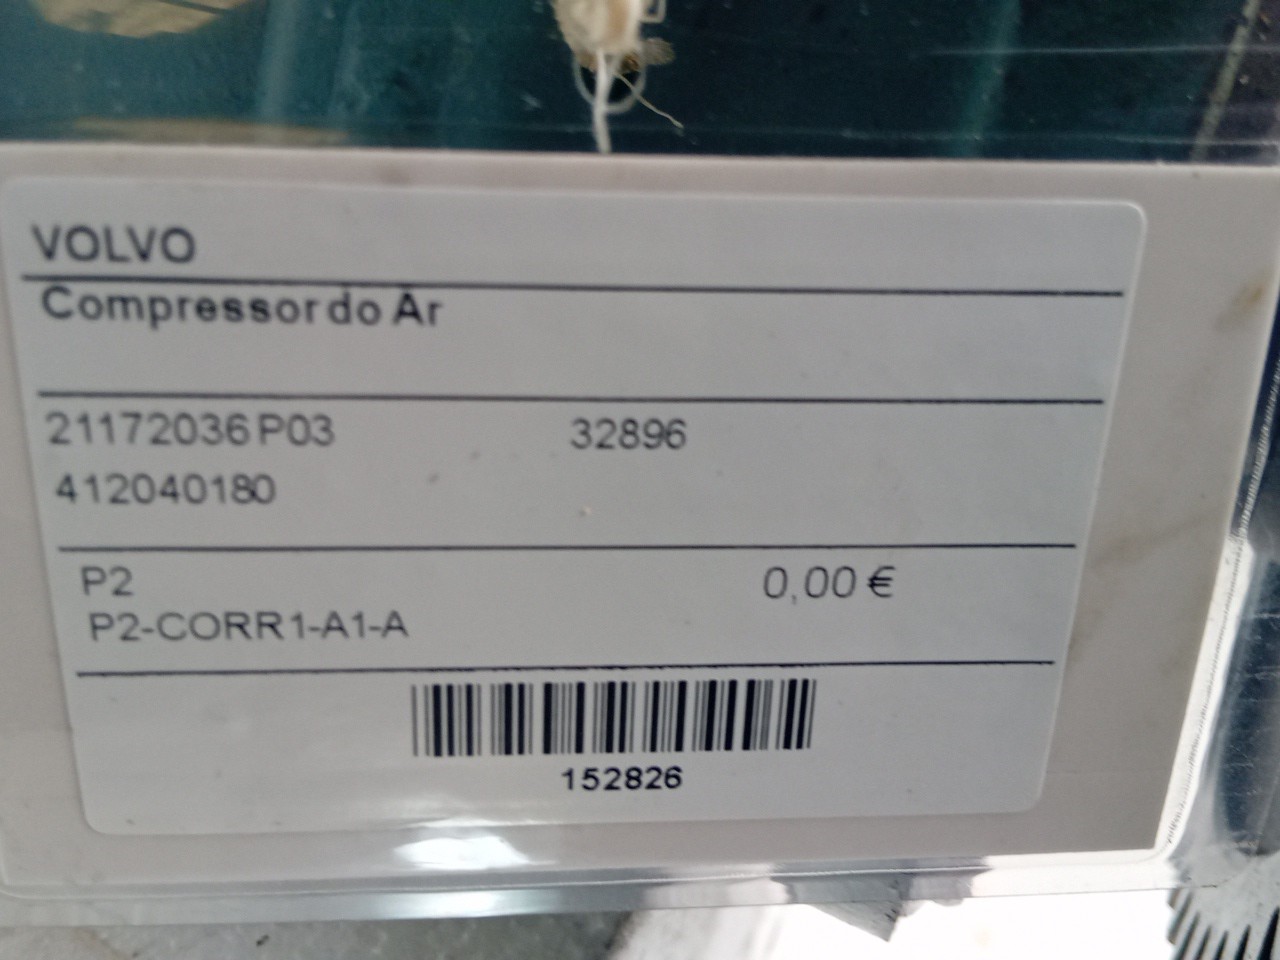 VOLVO
Compressor do Ar
21172036 P03 32896
412040180
P2 0,00 €
P2-CORR1-A1-A
152826